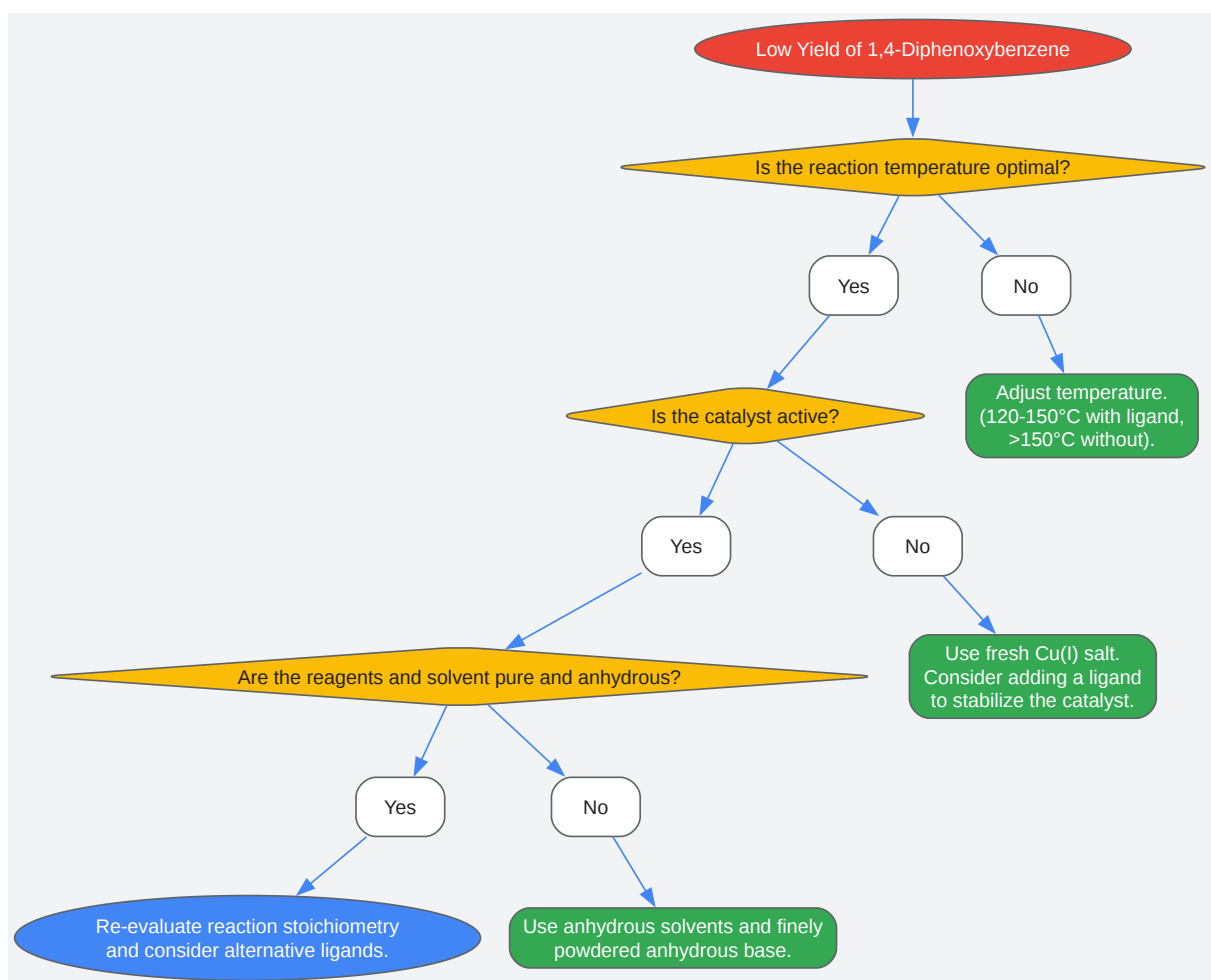 Low Yield of 1,4-Diphenoxybenzene
Is the reaction temperature optimal?
Yes
No
Adjust temperature.
(120-150°C with ligand,
>150°C without).
Is the catalyst active?
Yes
No
Use fresh Cu(I) salt.
Consider adding a ligand
to stabilize the catalyst.
Are the reagents and solvent pure and anhydrous?
Yes
No
Re-evaluate reaction stoichiometry
and consider alternative ligands.
Use anhydrous solvents and finely
powdered anhydrous base.